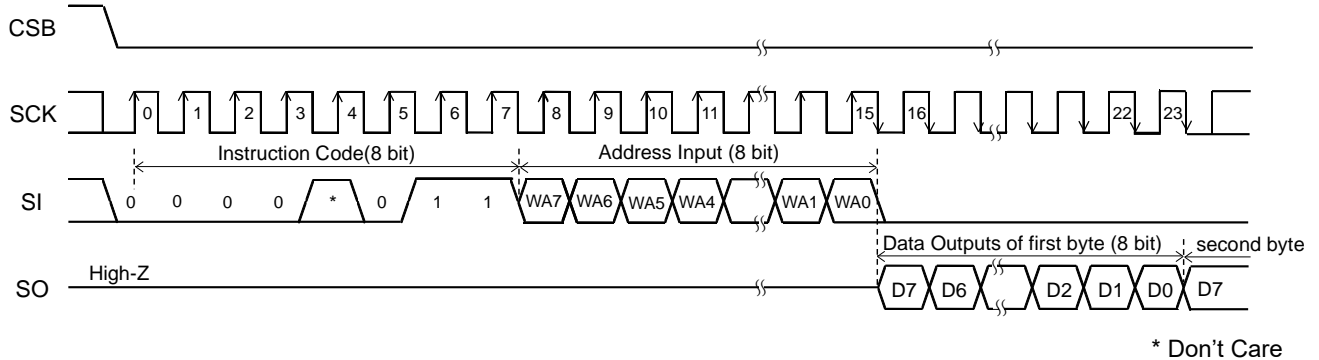 CSB
SCK 0 1 2 3 4 5 6 7 8 9 10 11 15 16 22 23
Instruction Code(8 bit) Address Input (8 bit)
SI 0 0 0 0 * 0 1 1 WA7 WA6 WA5 WA4 WA1 WA0
Data Outputs of first byte (8 bit) second byte
High-Z
SO D7 D6 D2 D1 D0 D7
* Don't Care